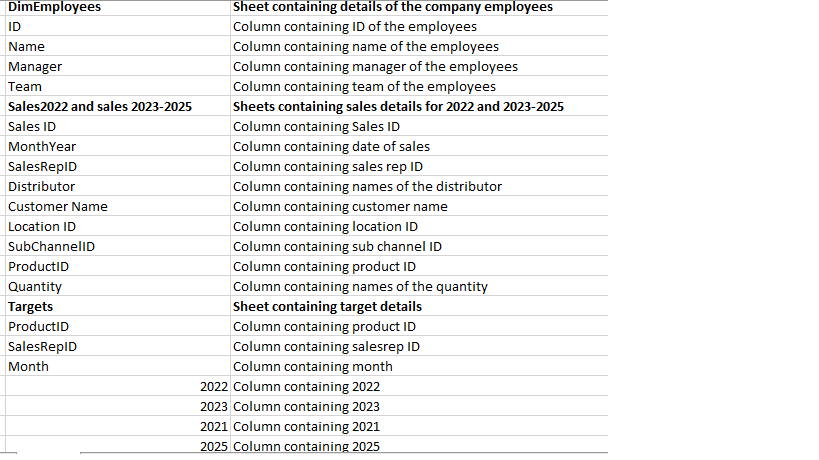 DimEmployees Sheet containing details of the company employees
ID Column containing ID of the employees
Name Column containing name of the employees
Manager Column containing manager of the employees
Team Column containing team of the employees
Sales2022 and sales 2023-2025 Sheets containing sales details for 2022 and 2023-2025
Sales ID Column containing Sales ID
MonthYear Column containing date of sales
SalesRepID Column containing sales rep ID
Distributor Column containing names of the distributor
Customer Name Column containing customer name
Location ID Column containing location ID
SubChannelID Column containing sub channel ID
ProductID Column containing product ID
Quantity Column containing names of the quantity
Targets Sheet containing target details
ProductID Column containing product ID
SalesRepID Column containing salesrep ID
Month Column containing month
2022 Column containing 2022
2023 Column containing 2023
2021 Column containing 2021
2025 Column containing 2025